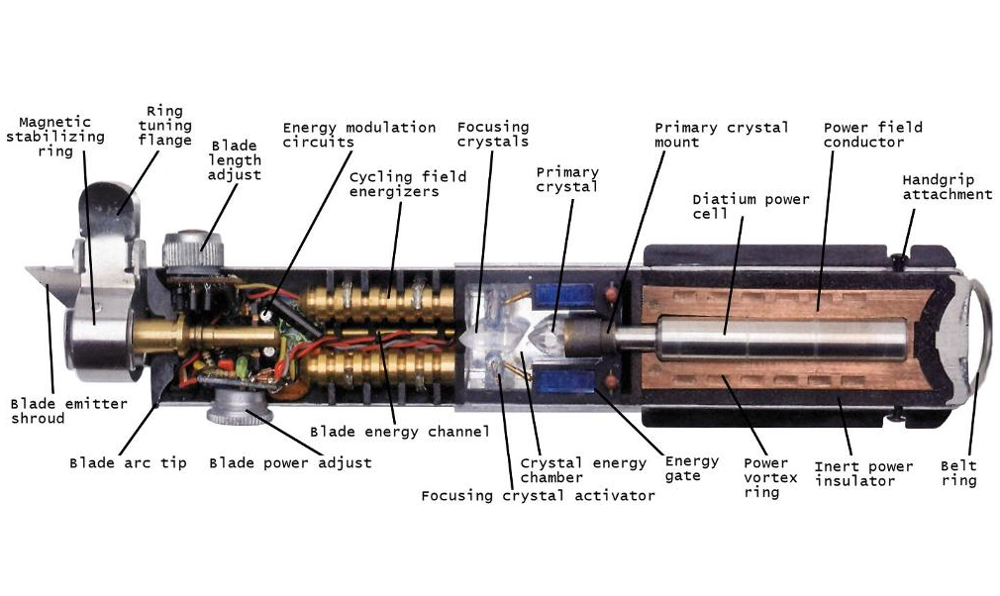 Magnetic
stabilizing
ring
Ring
tuning
flange
Blade
length
adjust
Energy modulation
circuits
Cycling field
energizers
Focusing
crystals
Primary
crystal
Primary crystal
mount
Diatium power
cell
Power field
conductor
Handgrip
attachment
Blade emitter
shroud
Blade arc tip
Blade power adjust
Blade energy channel
Focusing crystal activator
Crystal energy
chamber
Energy
gate
Power
vortex
ring
Inert power
insulator
Belt
ring